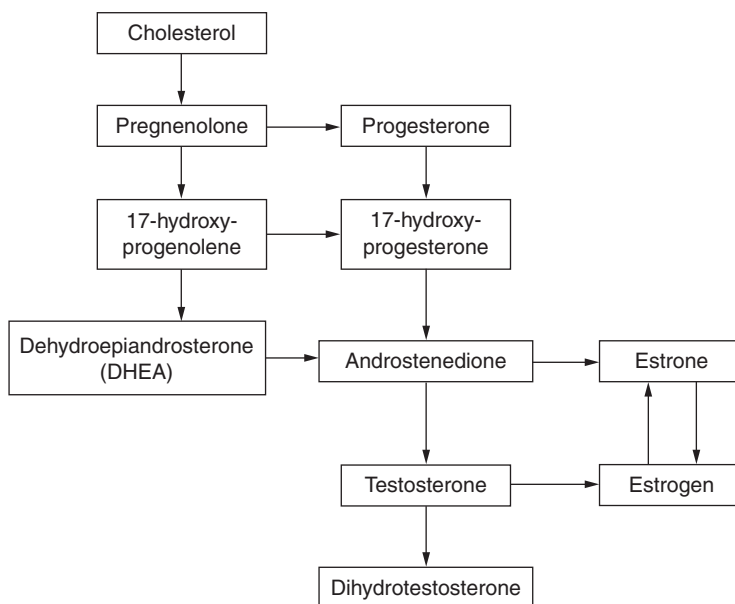 Cholesterol
Pregnenolone
Progesterone
17-hydroxy-
progenolene
17-hydroxy-
progesterone
Dehydroepiandrosterone
(DHEA)
Androstenedione
Estrone
Testosterone
Estrogen
Dihydrotestosterone